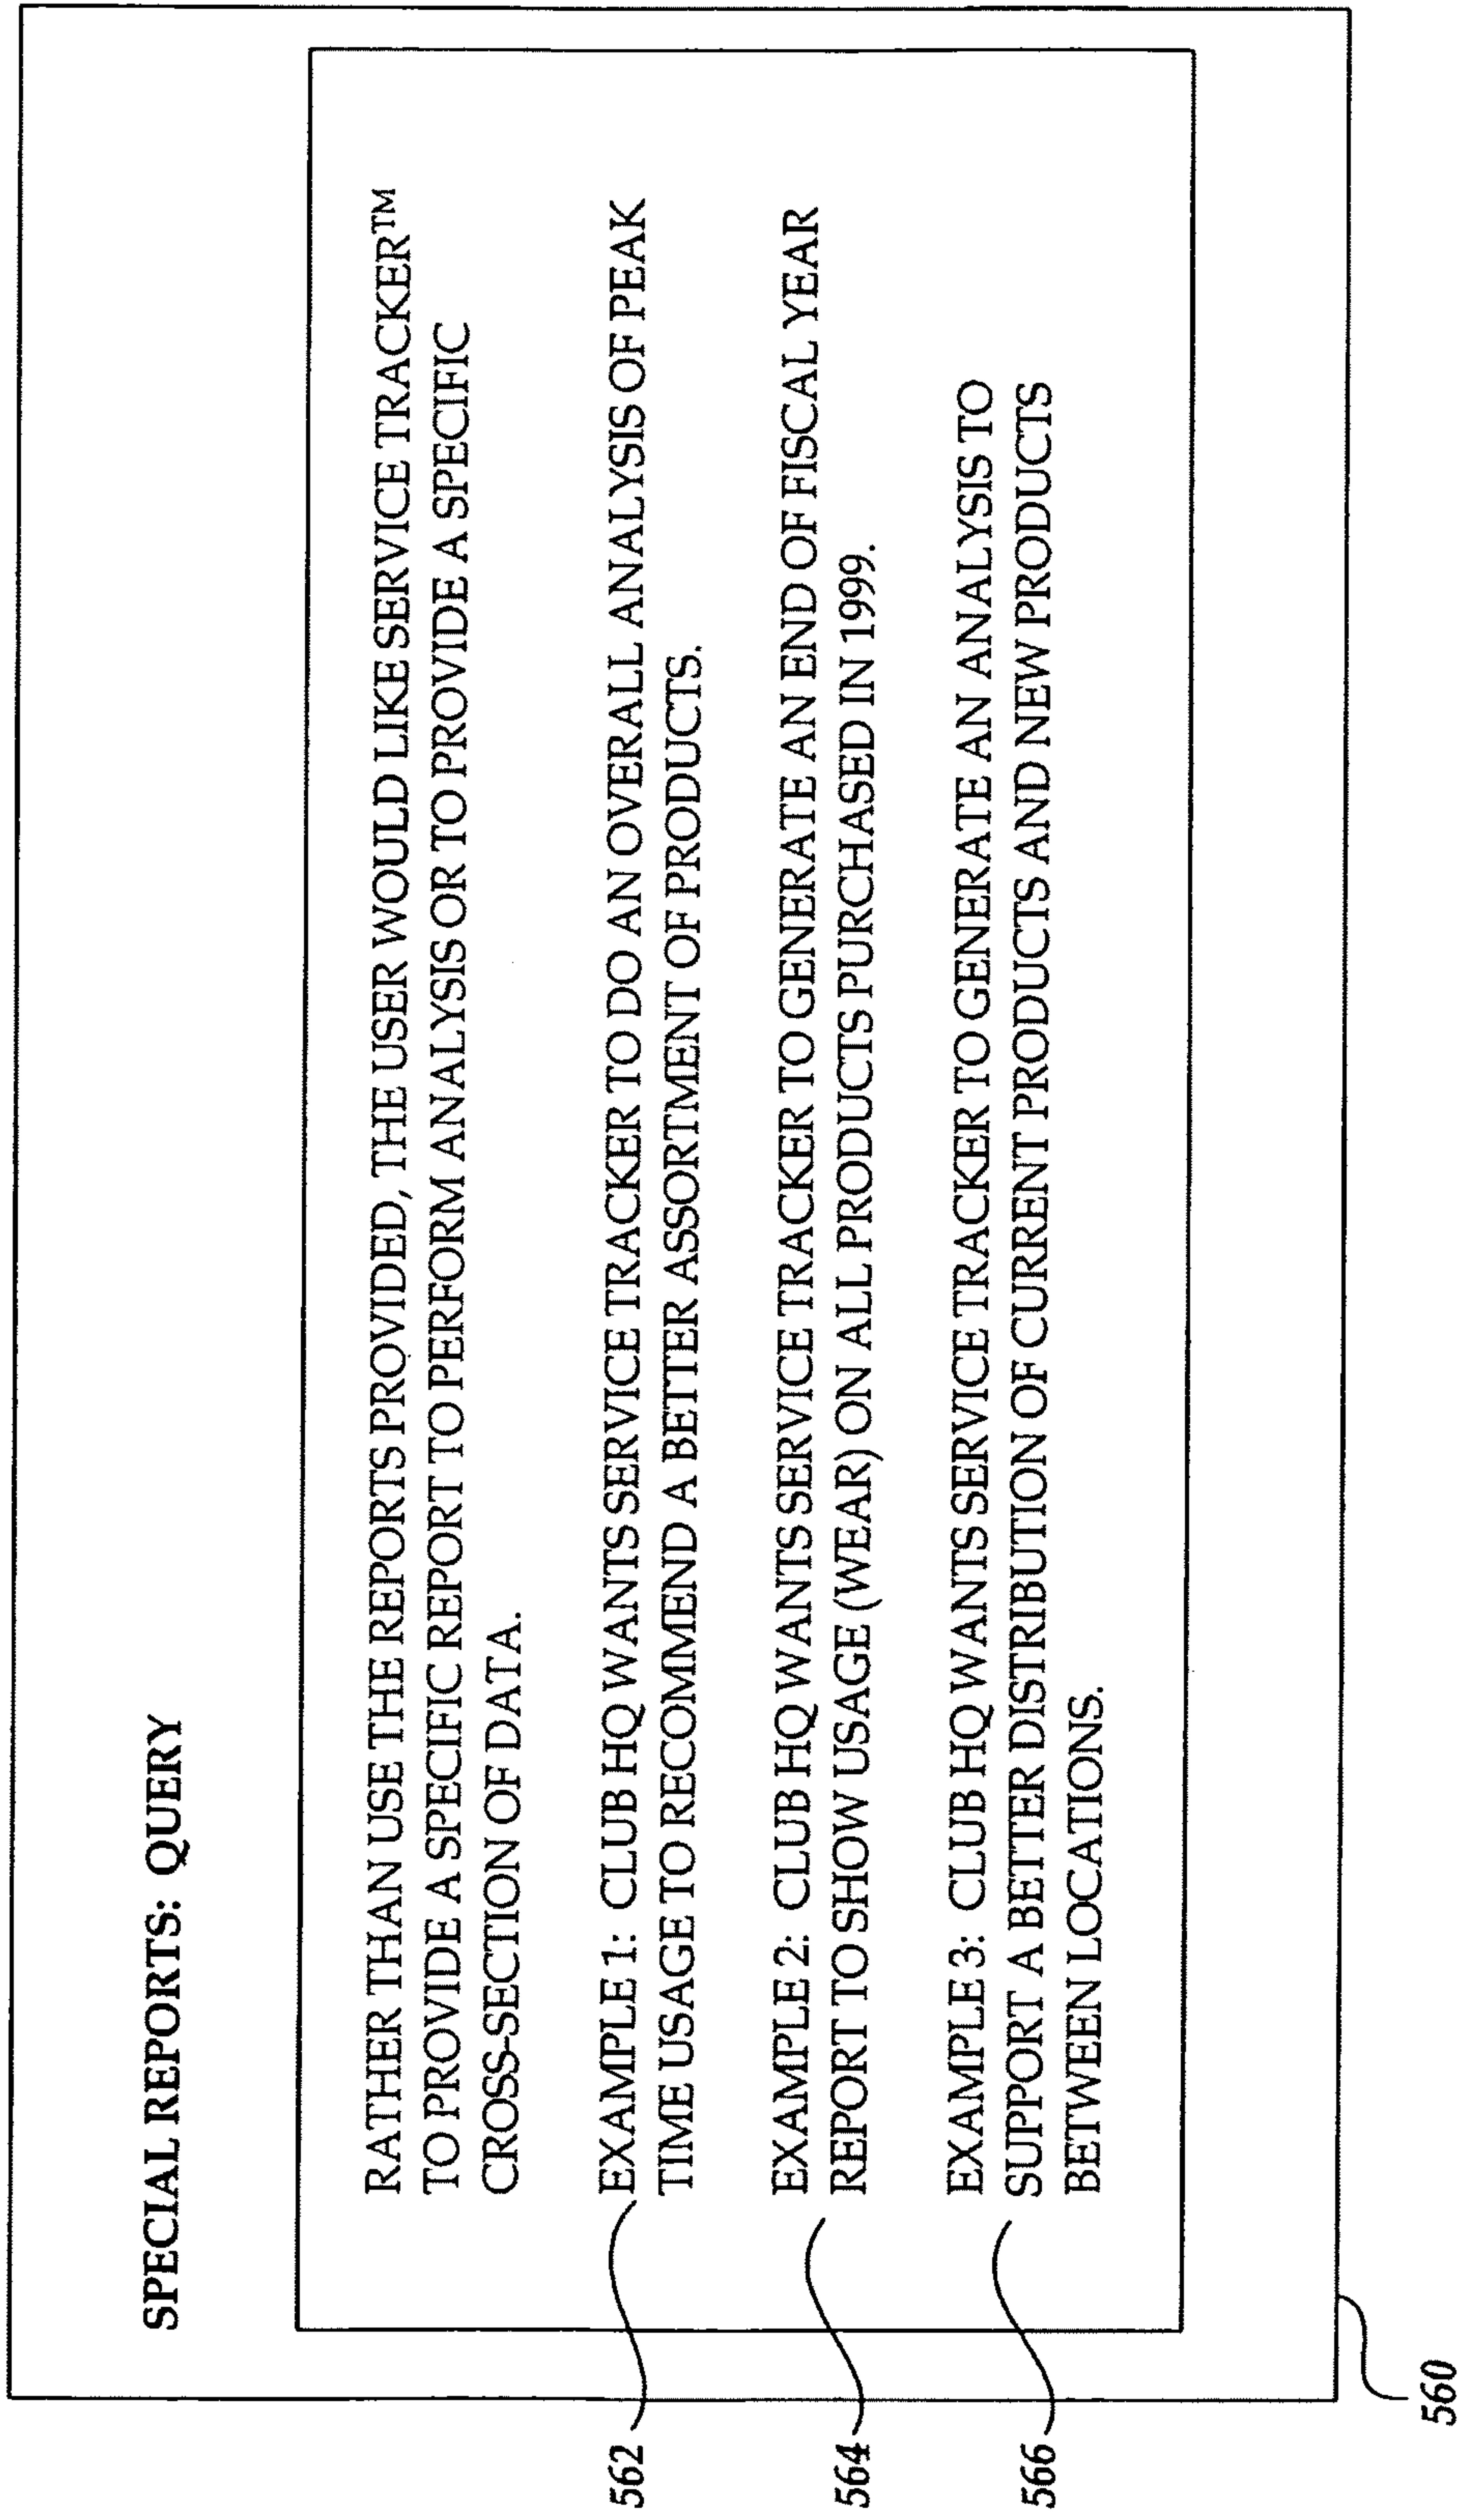 SPECIAL REPORTS: QUERY
RATHER THAN USE THE REPORTS PROVIDED, THE USER WOULD LIKE SERVICE TRACKER™
TO PROVIDE A SPECIFIC REPORT TO PERFORM ANALYSIS OR TO PROVIDE A SPECIFIC
CROSS-SECTION OF DATA.
562
EXAMPLE 1: CLUB HQ WANTS SERVICE TRACKER TO DO AN OVERALL ANALYSIS OF PEAK
TIME USAGE TO RECOMMEND A BETTER ASSORTMENT OF PRODUCTS.
564
EXAMPLE 2: CLUB HQ WANTS SERVICE TRACKER TO GENERATE AN END OF FISCAL YEAR
REPORT TO SHOW USAGE (WEAR) ON ALL PRODUCTS PURCHASED IN 1999.
566
EXAMPLE 3: CLUB HQ WANTS SERVICE TRACKER TO GENERATE AN ANALYSIS TO
SUPPORT A BETTER DISTRIBUTION OF CURRENT PRODUCTS AND NEW PRODUCTS
BETWEEN LOCATIONS.
560